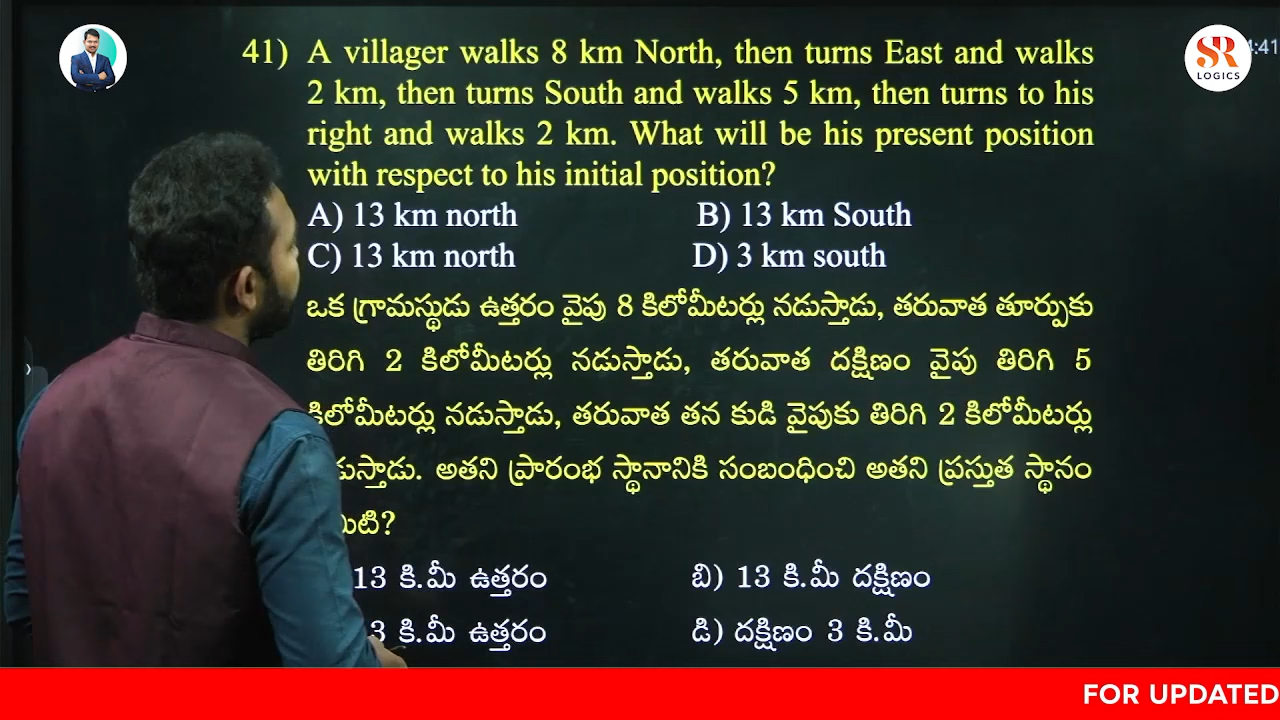 41) A villager walks 8 km North, then turns East and walks
2 km, then turns South and walks 5 km, then turns to his
right and walks 2 km. What will be his present position
with respect to his initial position?
A) 13 km north B) 13 km South
C) 13 km north D) 3 km south
ఒక గ్రామస్థుడు ఉత్తరం వైపు 8 కిలోమీటర్లు నడుస్తాడు, తరువాత తూర్పుకు
తిరిగి 2 కిలోమీటర్లు నడుస్తాడు, తరువాత దక్షిణం వైపు తిరిగి 5
కిలోమీటర్లు నడుస్తాడు, తరువాత తన కుడి వైపుకు తిరిగి 2 కిలోమీటర్లు
అతని ప్రారంభ స్థానానికి సంబంధించి అతని ప్రస్తుత స్థానం
13 కి.మీ ఉత్తరం బి) 13 కి.మీ దక్షిణం
3 కి.మీ ఉత్తరం డి) దక్షిణం 3 కి.మీ
SR
LOGICS
:41
FOR UPDATED